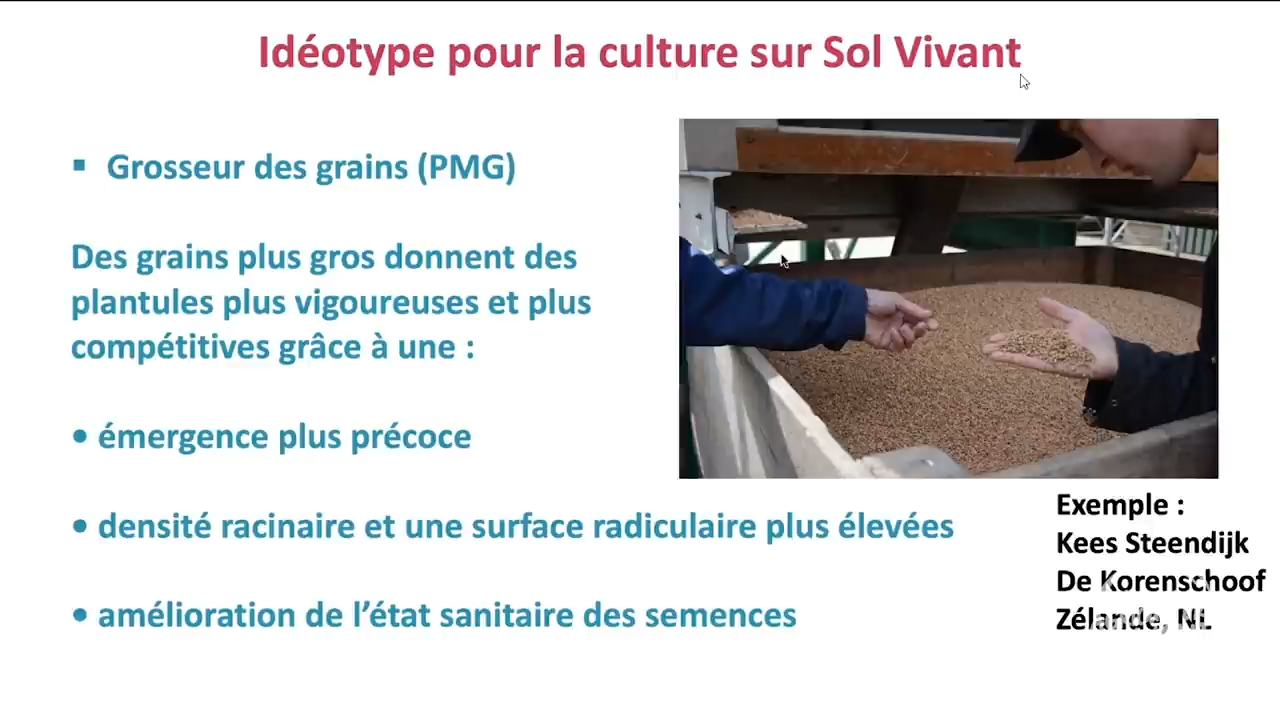 Idéotype pour la culture sur Sol Vivant
▪ Grosseur des grains (PMG)
Des grains plus gros donnent des
plantules plus vigoureuses et plus
compétitives grâce à une :
• émergence plus précoce
• densité racinaire et une surface radiculaire plus élevées
• amélioration de l’état sanitaire des semences
Exemple :
Kees Steendijk
De Korenschoof
Zélande, NL